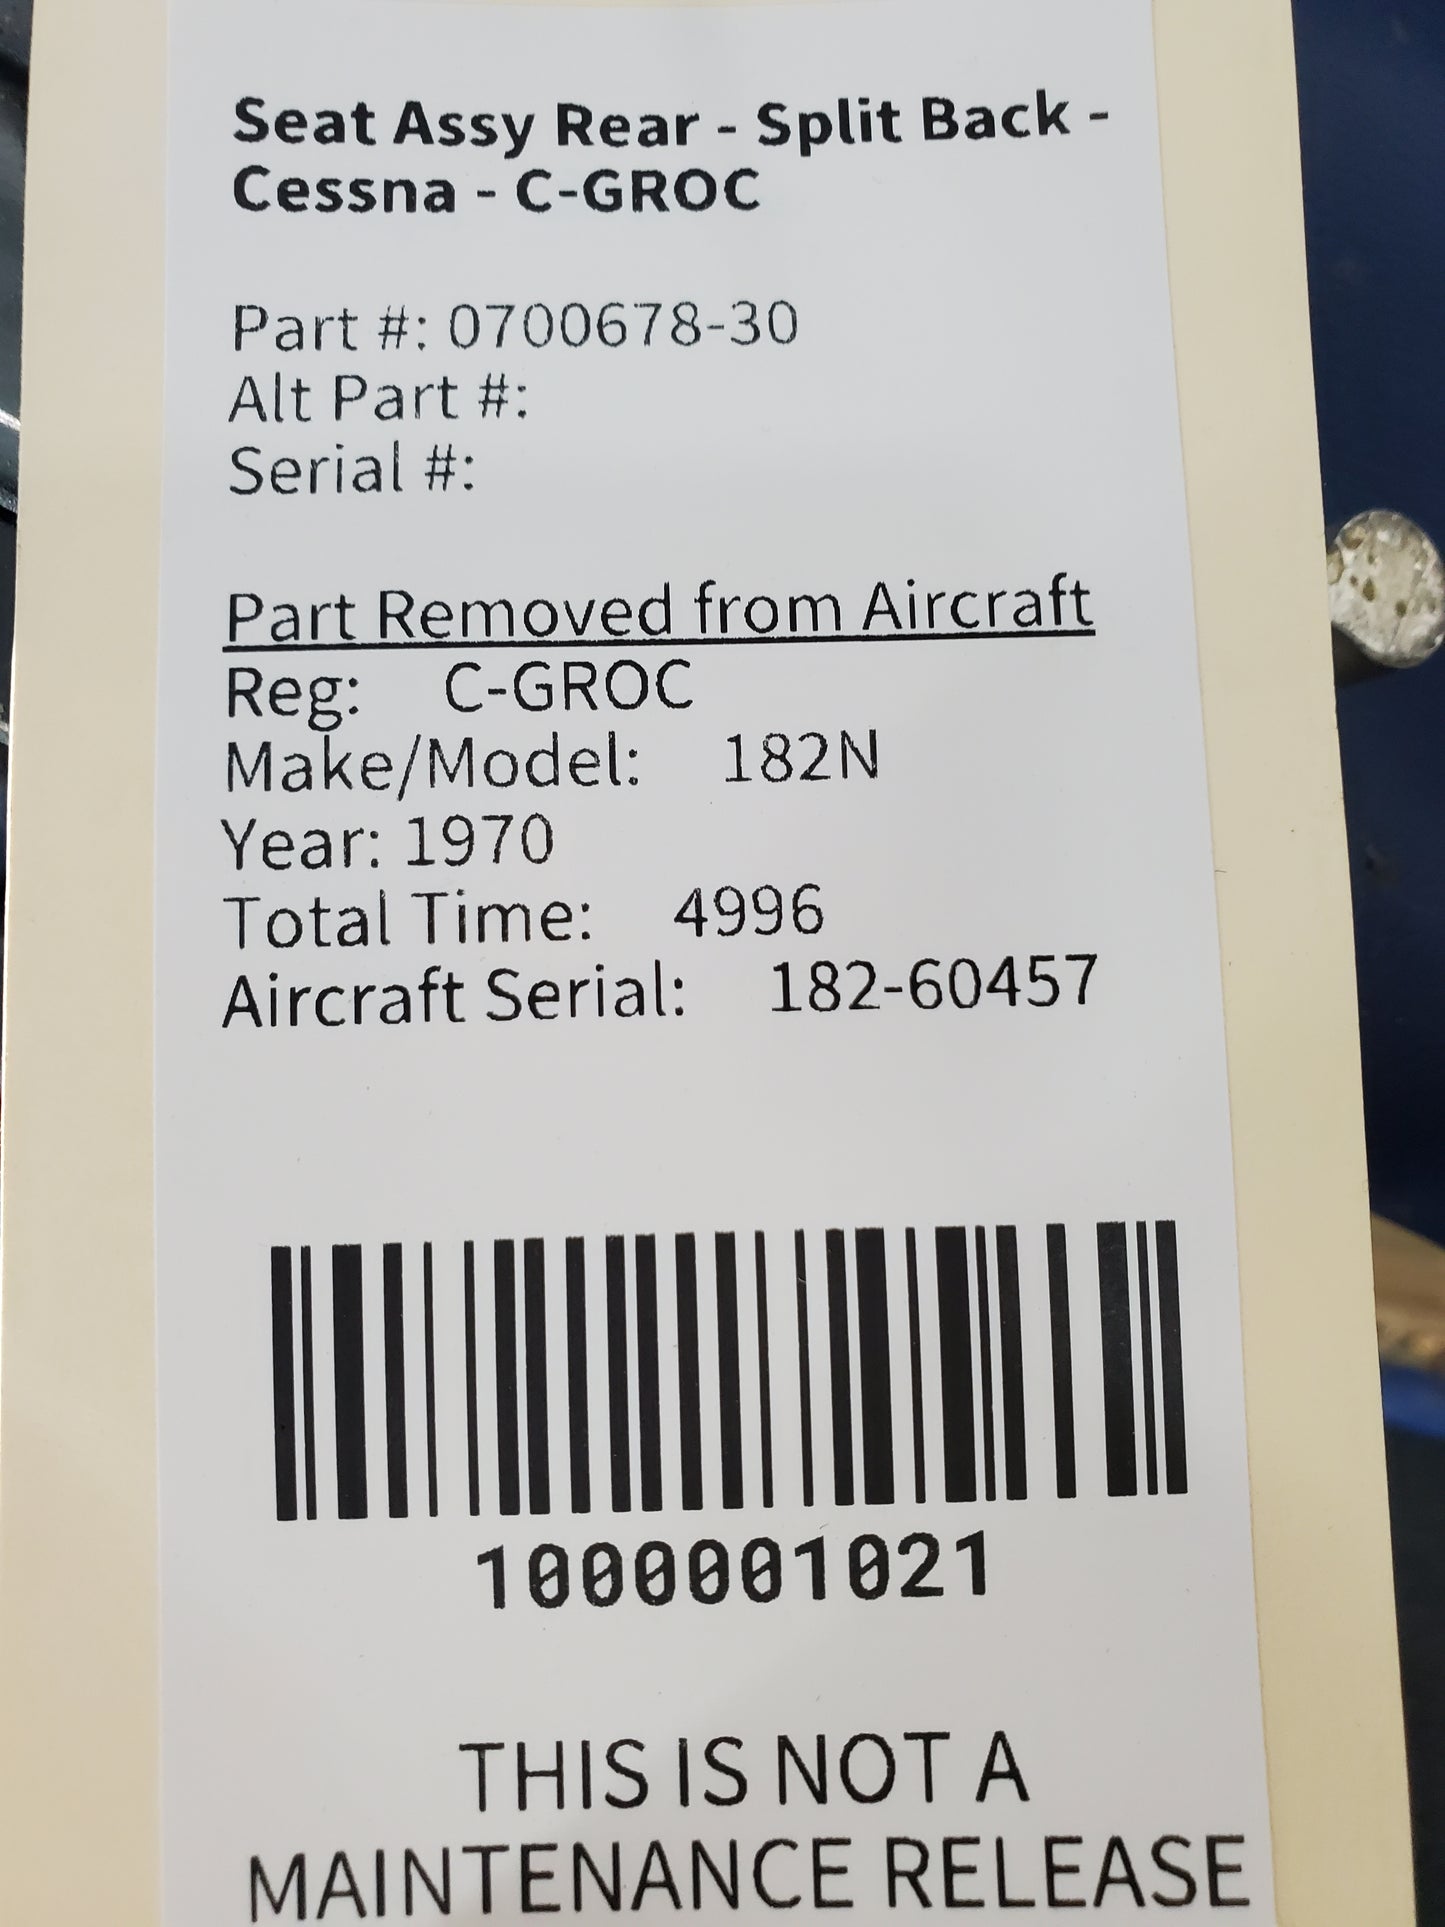 Seat Assy Rear - Split Back -
Cessna - C-GROC
Part #: 0700678-30
Alt Part #:
Serial #:
Part Removed from Aircraft
Reg: C-GROC
Make/Model: 182N
Year: 1970
Total Time: 4996
Aircraft Serial: 182-60457
1000001021
THIS IS NOT A
MAINTENANCE RELEASE